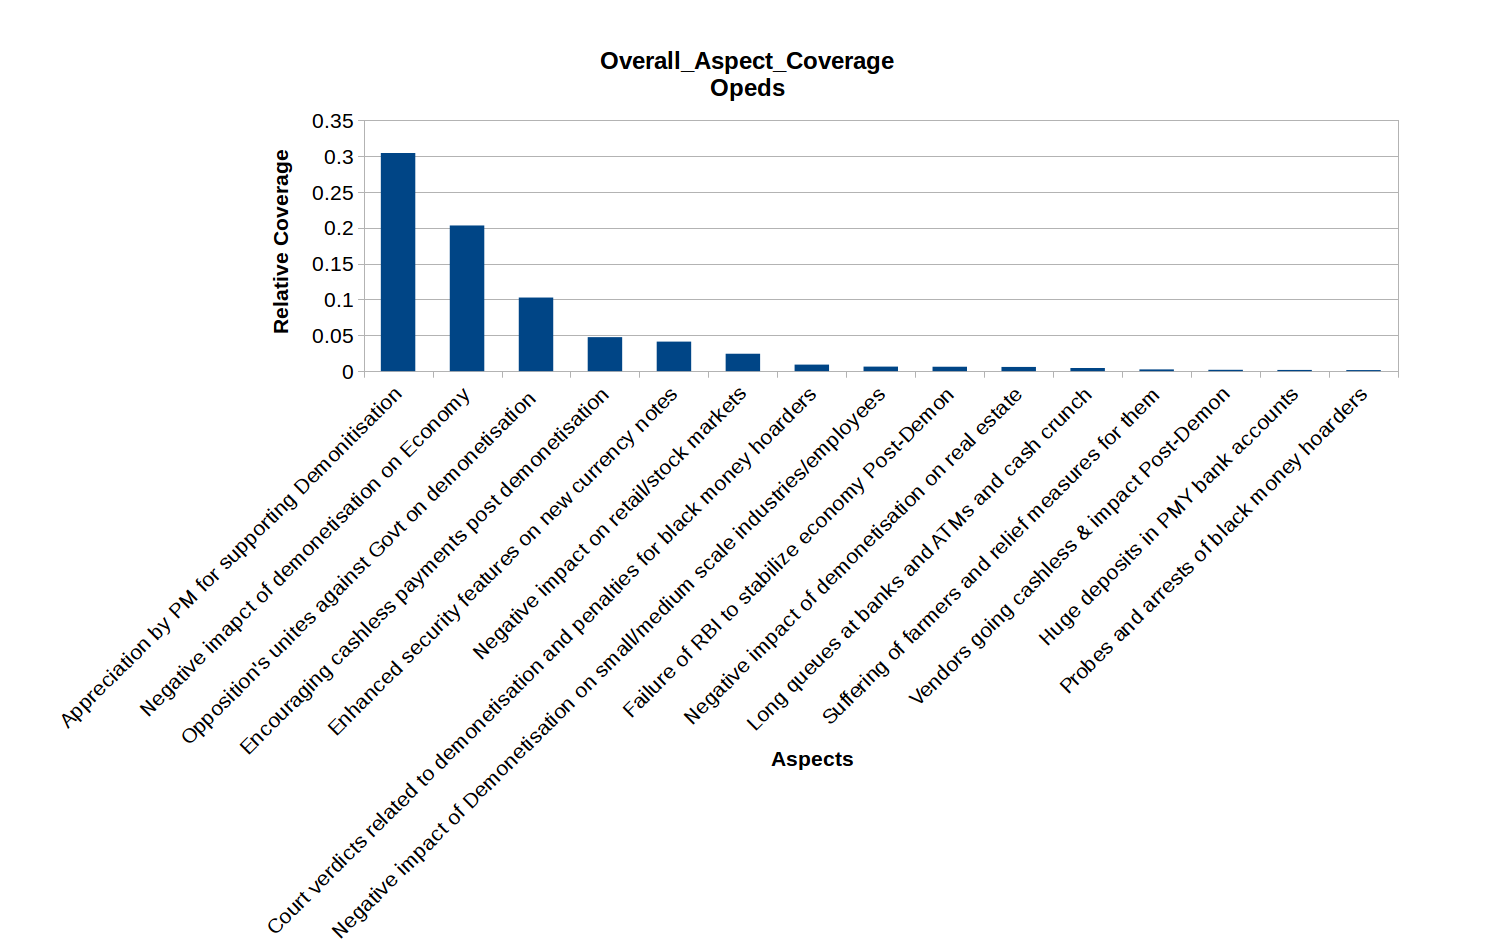 Overall_Aspect_Coverage
Opeds
Relative Coverage
0.35
0.3
0.25
0.2
0.15
0.1
0.05
0
Appreciation by PM for supporting Demonitisation
Negative imapct of demonetisation on Economy
Opposition's unites against Govt on demonetisation
Encouraging cashless payments post demonetisation
Enhanced security features on new currency notes
Negative impact on retail/stock markets
Court verdicts related to demonetisation and penalties for black money hoarders
Negative impact of Demonetisation on small/medium scale industries/employees
Failure of RBI to stabilize economy Post-Demon
Negative impact of demonetisation on real estate
Long queues at banks and ATMs and cash crunch
Suffering of farmers and relief measures for them
Vendors going cashless & impact Post-Demon
Huge deposits in PMY bank accounts
Probes and arrests of black money hoarders
Aspects